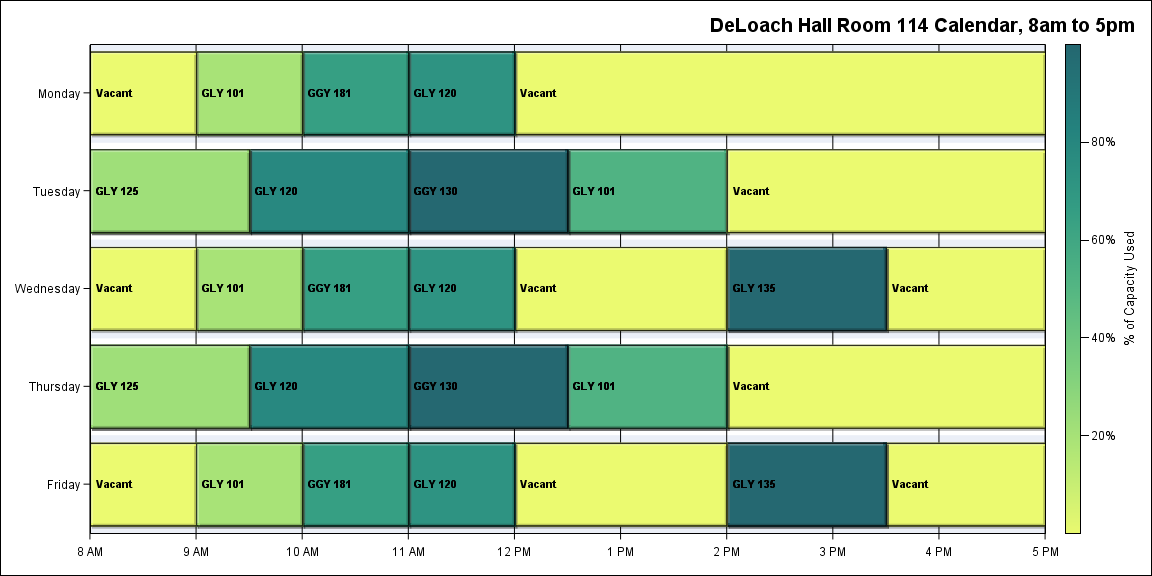 DeLoach Hall Room 114 Calendar, 8am to 5pm
Monday
Vacant
GLY 101
GGY 181
GLY 120
Vacant
Tuesday
GLY 125
GLY 120
GGY 130
GLY 101
Vacant
Wednesday
Vacant
GLY 101
GGY 181
GLY 120
Vacant
GLY 135
Vacant
Thursday
GLY 125
GLY 120
GGY 130
GLY 101
Vacant
Friday
Vacant
GLY 101
GGY 181
GLY 120
Vacant
GLY 135
Vacant
8 AM
9 AM
10 AM
11 AM
12 PM
1 PM
2 PM
3 PM
4 PM
5 PM
80%
60%
40%
20%
% of Capacity Used